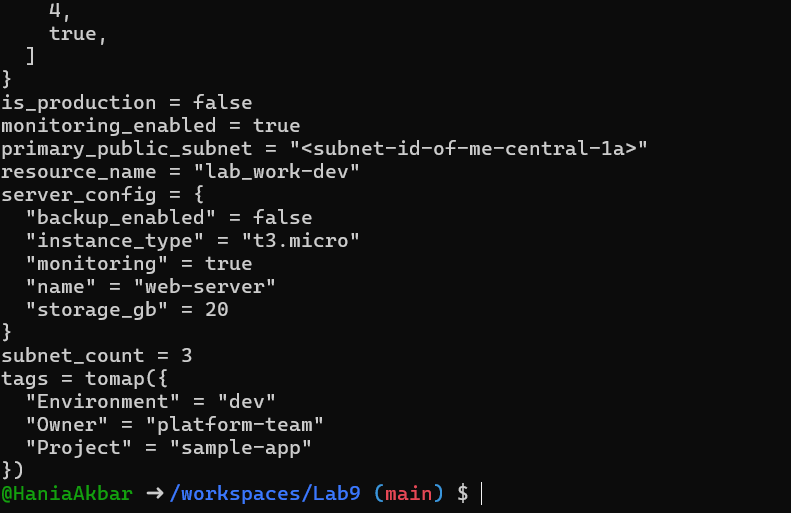 4,
    true,
  ]
}
is_production = false
monitoring_enabled = true
primary_public_subnet = "<subnet-id-of-me-central-1a>"
resource_name = "lab_work-dev"
server_config = {
  "backup_enabled" = false
  "instance_type" = "t3.micro"
  "monitoring" = true
  "name" = "web-server"
  "storage_gb" = 20
}
subnet_count = 3
tags = tomap({
  "Environment" = "dev"
  "Owner" = "platform-team"
  "Project" = "sample-app"
})
@HaniaAkbar ➜ /workspaces/Lab9 (main) $